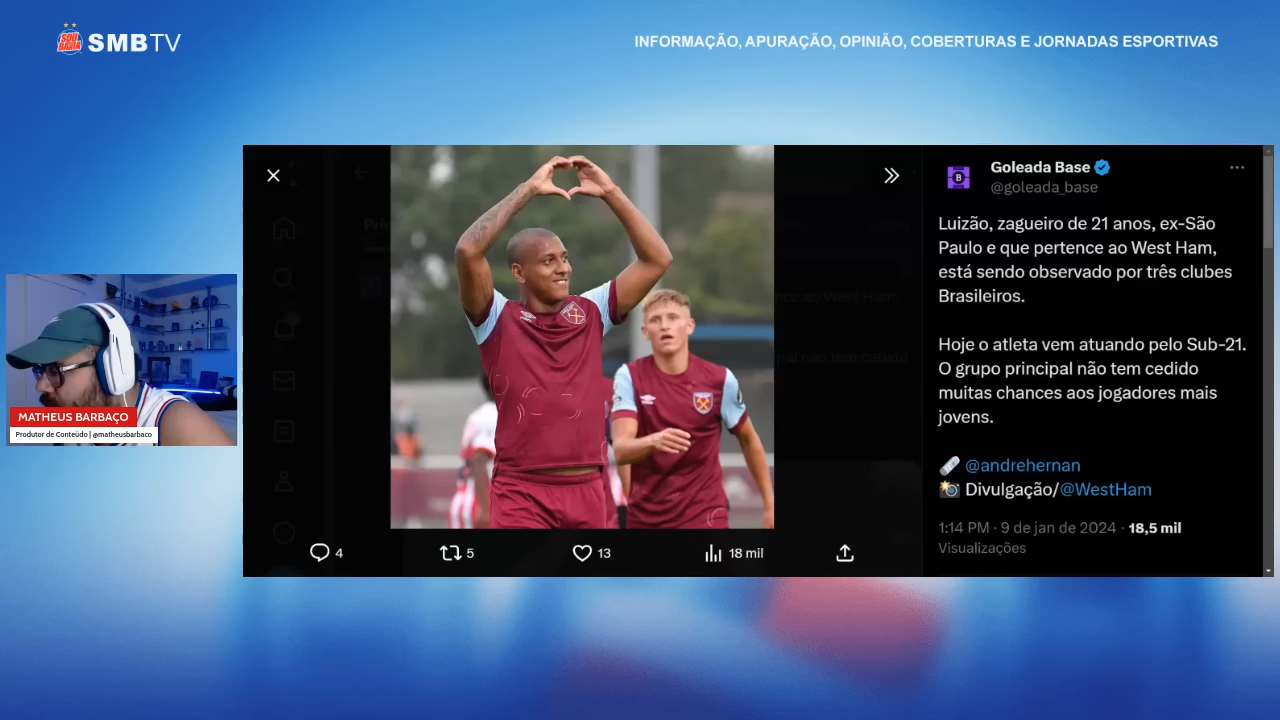 SOU BAHIA
SMBTV
INFORMAÇÃO, APURAÇÃO, OPINIÃO, COBERTURAS E JORNADAS ESPORTIVAS
Goleada Base
@goleada_base
Luizão, zagueiro de 21 anos, ex-São
Paulo e que pertence ao West Ham,
está sendo observado por três clubes
Brasileiros.
Hoje o atleta vem atuando pelo Sub-21.
O grupo principal não tem cedido
muitas chances aos jogadores mais
jovens.
@andrehernan
Divulgação/@WestHam
1:14 PM · 9 de jan de 2024 · 18,5 mil
Visualizações
4 5 13 18 mil
MATHEUS BARBAÇO
Produtor de Conteúdo | @matheusbarbaco